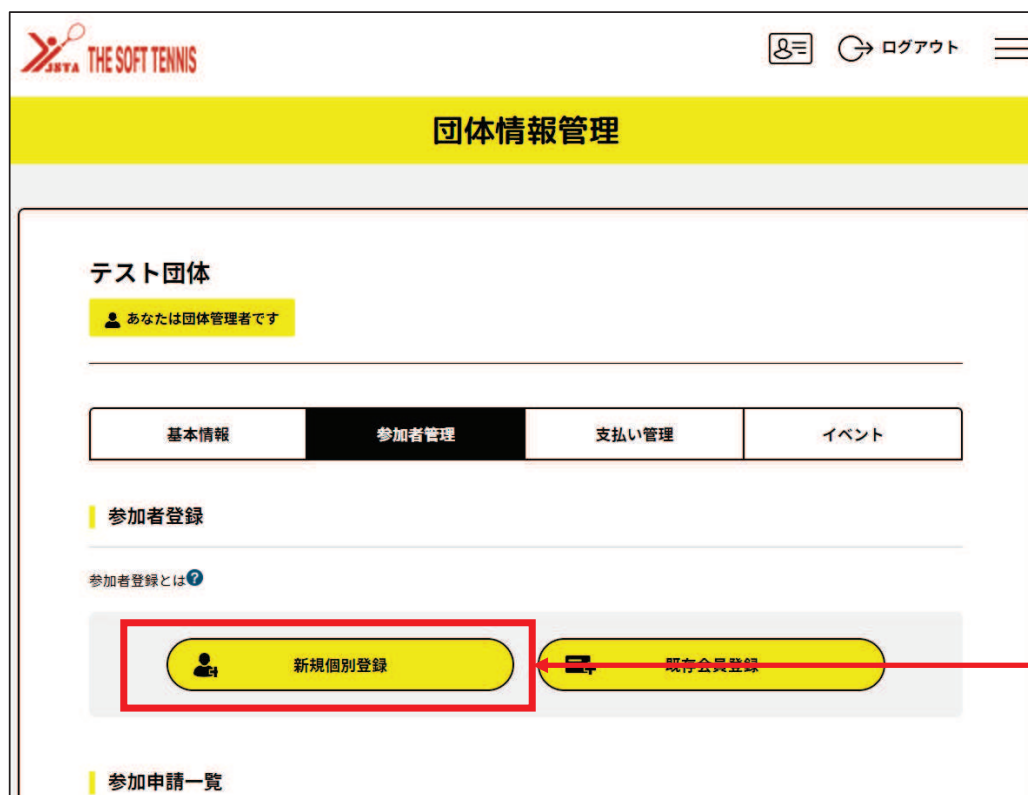 JSTA THE SOFT TENNIS
ログアウト
団体情報管理
テスト団体
あなたは団体管理者です
基本情報 参加者管理 支払い管理 イベント
参加者登録
参加者登録とは?
新規個別登録 既存会員登録
参加申請一覧